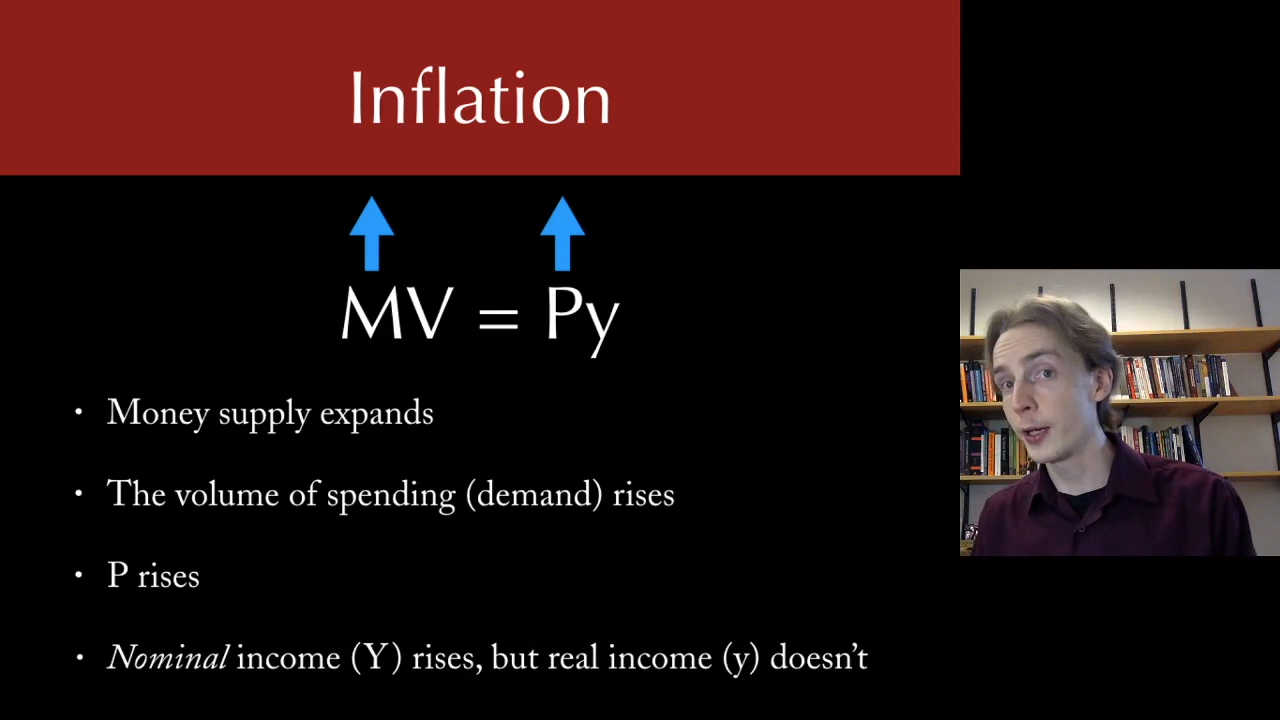 Inflation
MV = Py
• Money supply expands
• The volume of spending (demand) rises
• P rises
• Nominal income (Y) rises, but real income (y) doesn’t